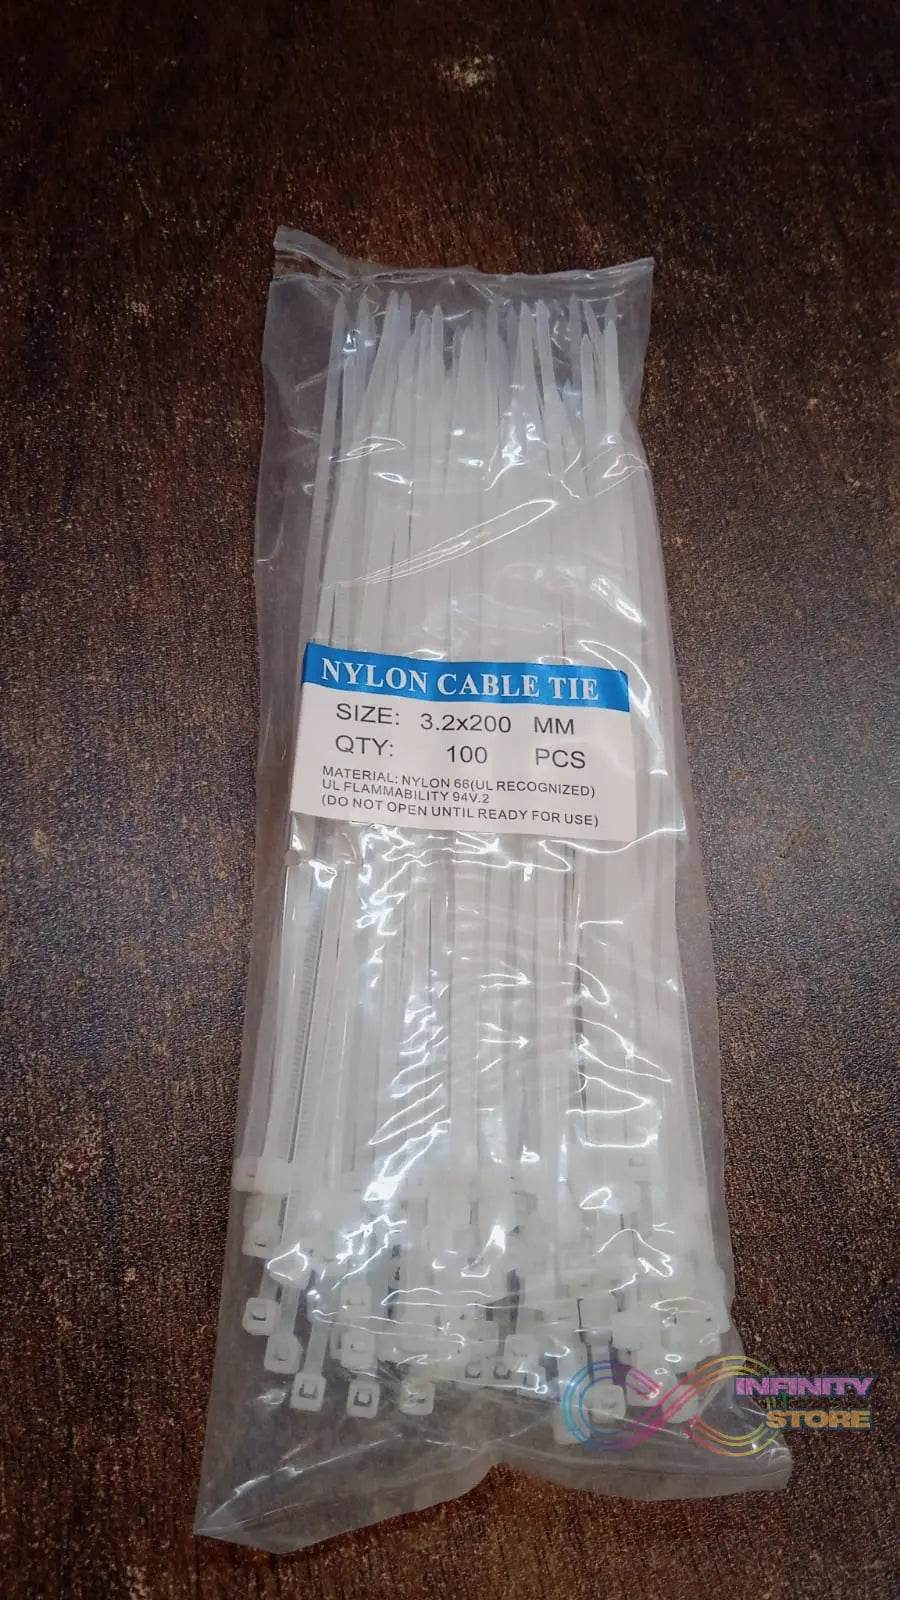 NYLON CABLE TIE
SIZE: 3.2x200 MM
QTY: 100 PCS
MATERIAL: NYLON 66(UL RECOGNIZED)
UL FLAMMABILITY 94V.2
(DO NOT OPEN UNTIL READY FOR USE)
INFINITY
STORE